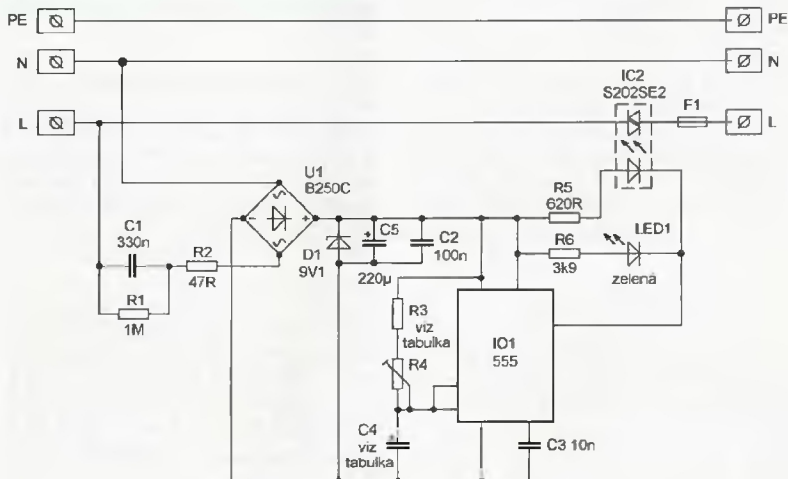 PE
PE
N
N
IC2
S202SE2
F1
L
L
U1
B250C
R5
620R
C1
330n
R2
47R
D1
9V1
C5
220µ
C2
100n
R6
3k9
LED1
zelená
R1
1M
R3
viz
tabulka
R4
IO1
555
C4
viz
tabulka
C3 10n